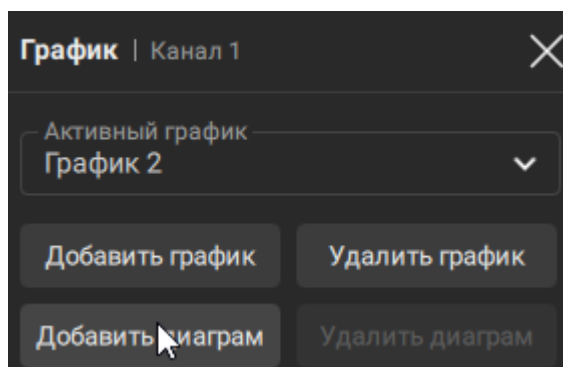 График | Канал 1
Активный график
График 2
Добавить график Удалить график
Добавить диаграм Удалить диаграм